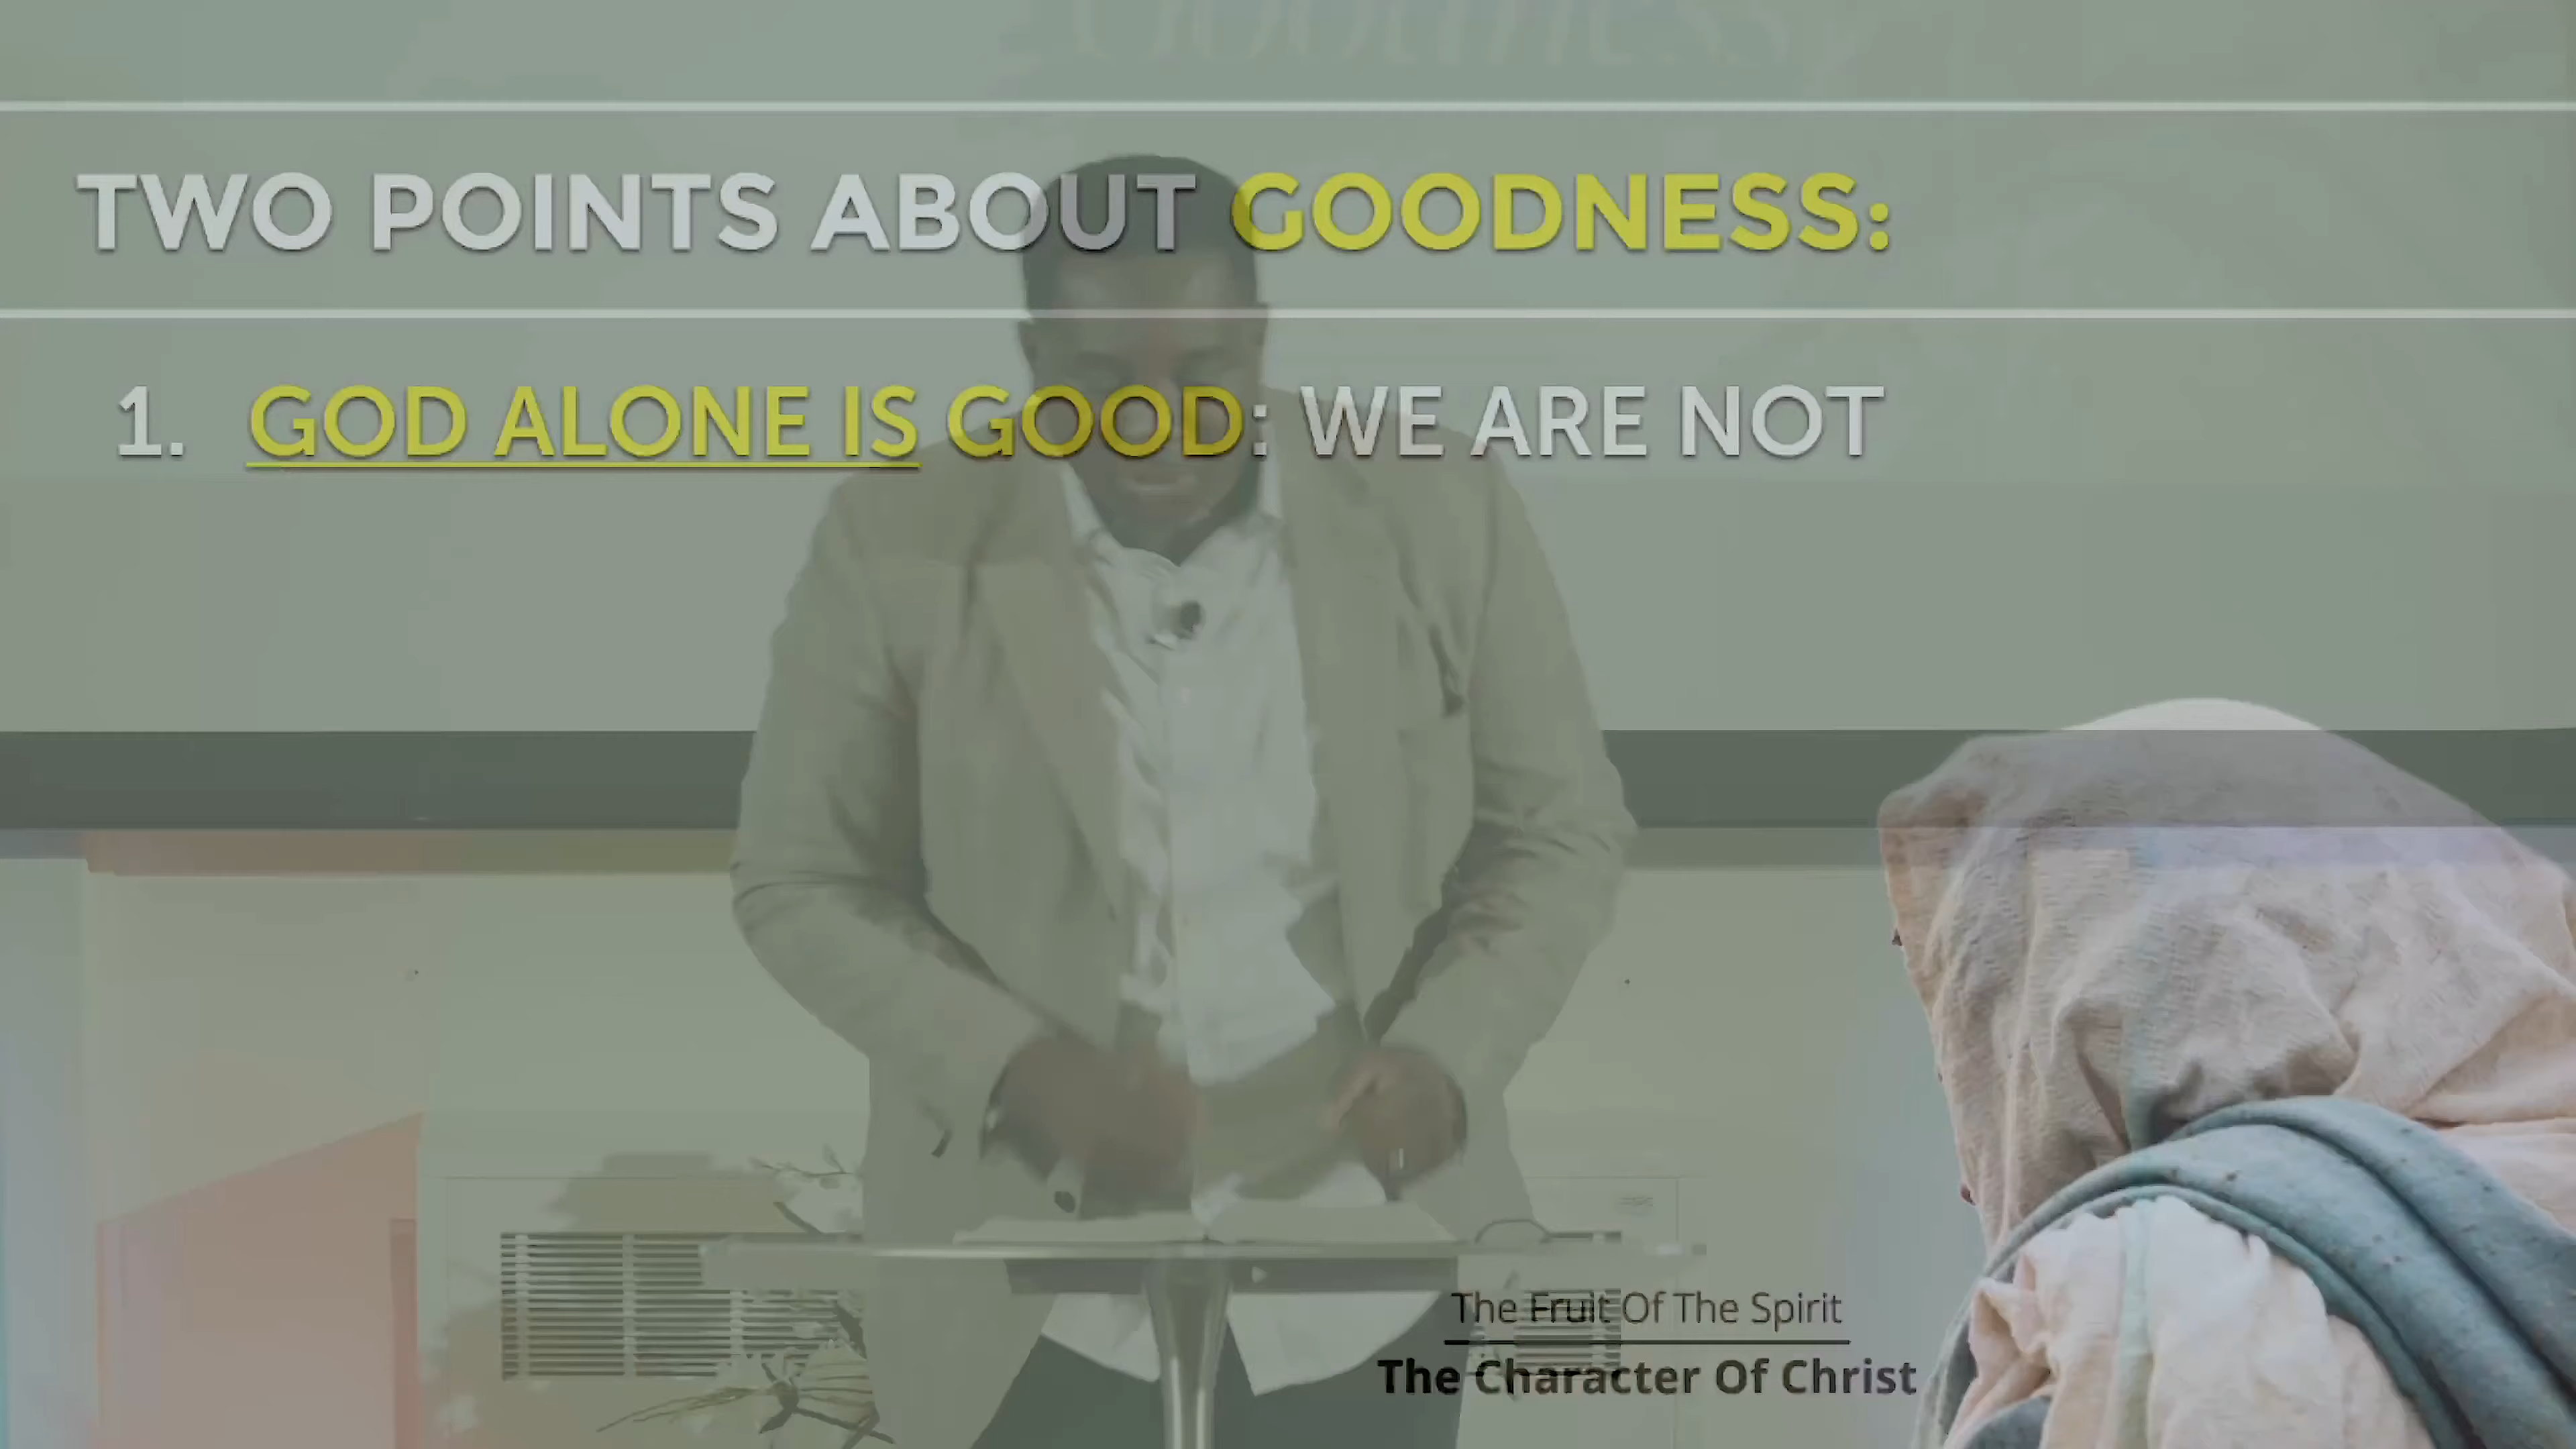 Goodness
TWO POINTS ABOUT GOODNESS:
1. GOD ALONE IS GOOD: WE ARE NOT
The Fruit Of The Spirit
The Character Of Christ